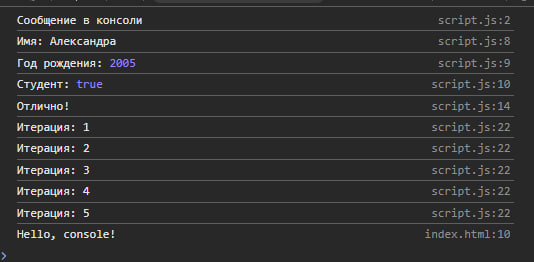 Сообщение в консоли script.js:2
Имя: Александра script.js:8
Год рождения: 2005 script.js:9
Студент: true script.js:10
Отлично! script.js:14
Итерация: 1 script.js:22
Итерация: 2 script.js:22
Итерация: 3 script.js:22
Итерация: 4 script.js:22
Итерация: 5 script.js:22
Hello, console! index.html:10
>